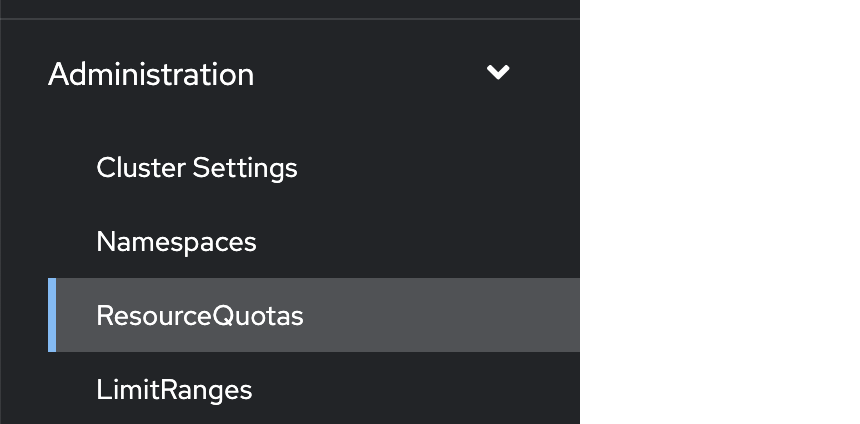 Administration
Cluster Settings
Namespaces
ResourceQuotas
LimitRanges